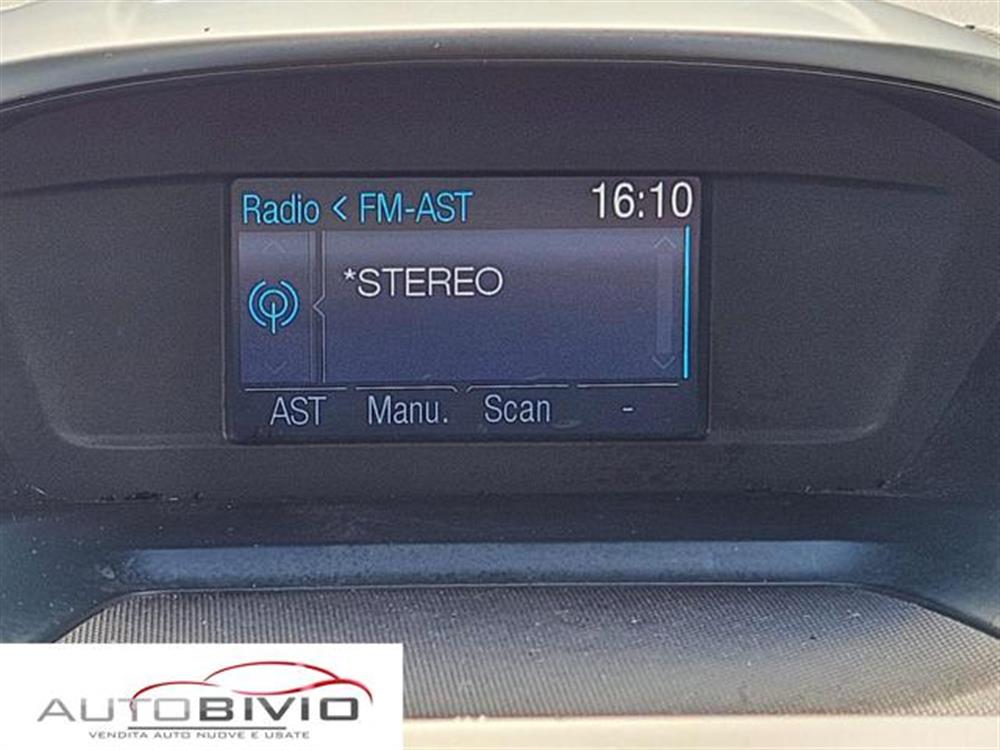 Radio < FM-AST 16:10
*STEREO
AST Manu. Scan -
AUTOBIVIO
VENDITA AUTO NUOVE E USATE